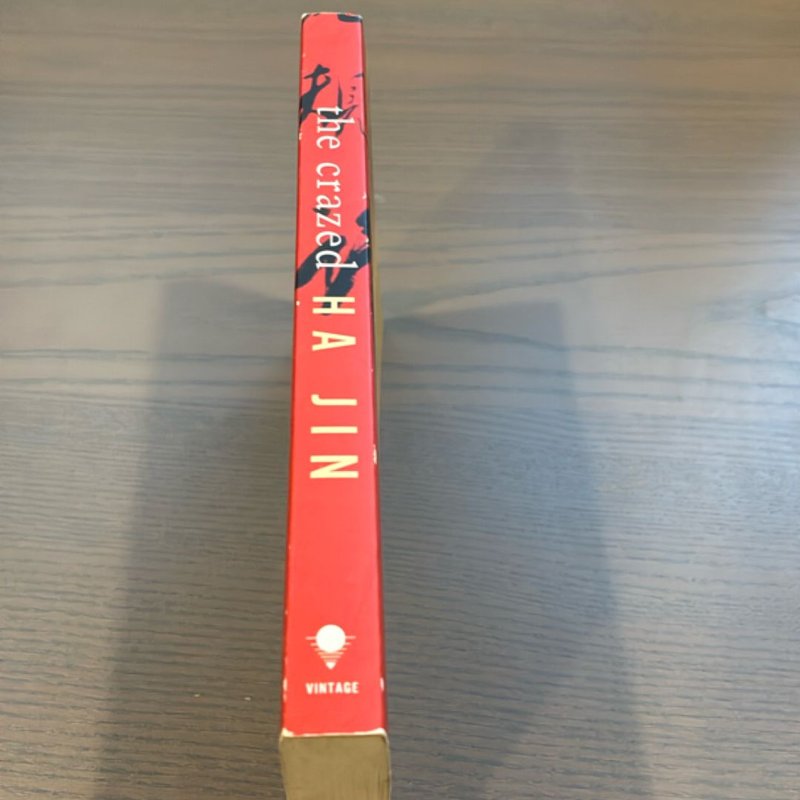 the crazed
HA JIN
VINTAGE